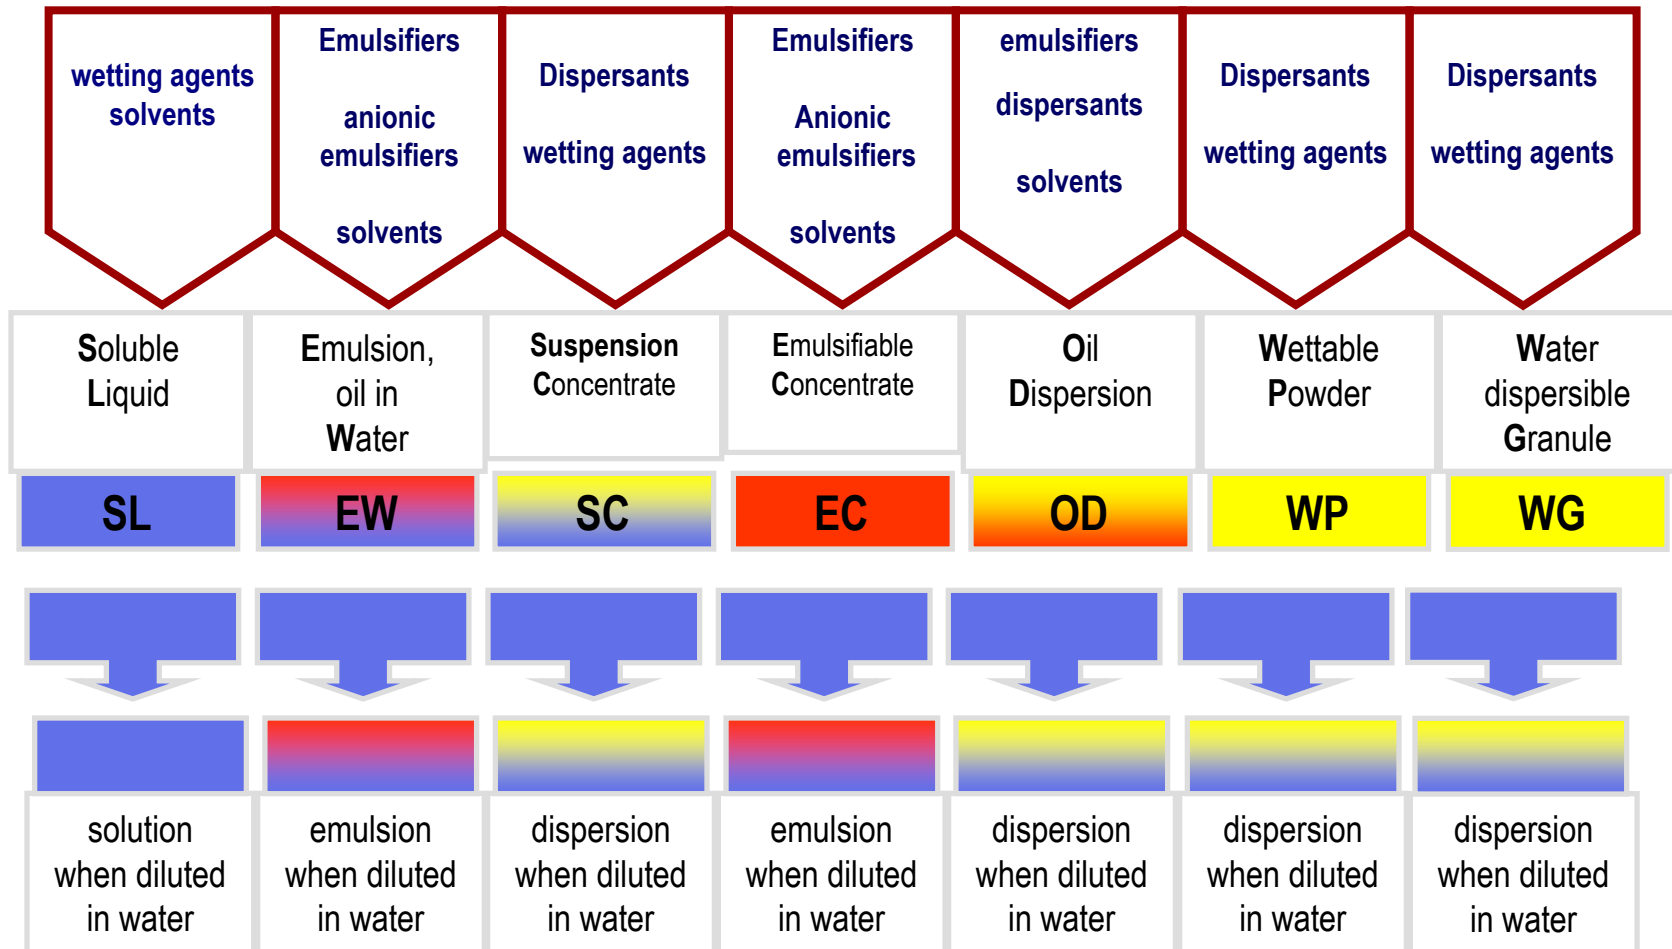 wetting agents
solvents
Emulsifiers
anionic
emulsifiers
solvents
Dispersants
wetting agents
Emulsifiers
Anionic
emulsifiers
solvents
emulsifiers
dispersants
solvents
Dispersants
wetting agents
Dispersants
wetting agents
Soluble
Liquid
Emulsion,
oil in
Water
Suspension
Concentrate
Emulsifiable
Concentrate
Oil
Dispersion
Wettable
Powder
Water
dispersible
Granule
SL
EW
SC
EC
OD
WP
WG
solution
when diluted
in water
emulsion
when diluted
in water
dispersion
when diluted
in water
emulsion
when diluted
in water
dispersion
when diluted
in water
dispersion
when diluted
in water
dispersion
when diluted
in water